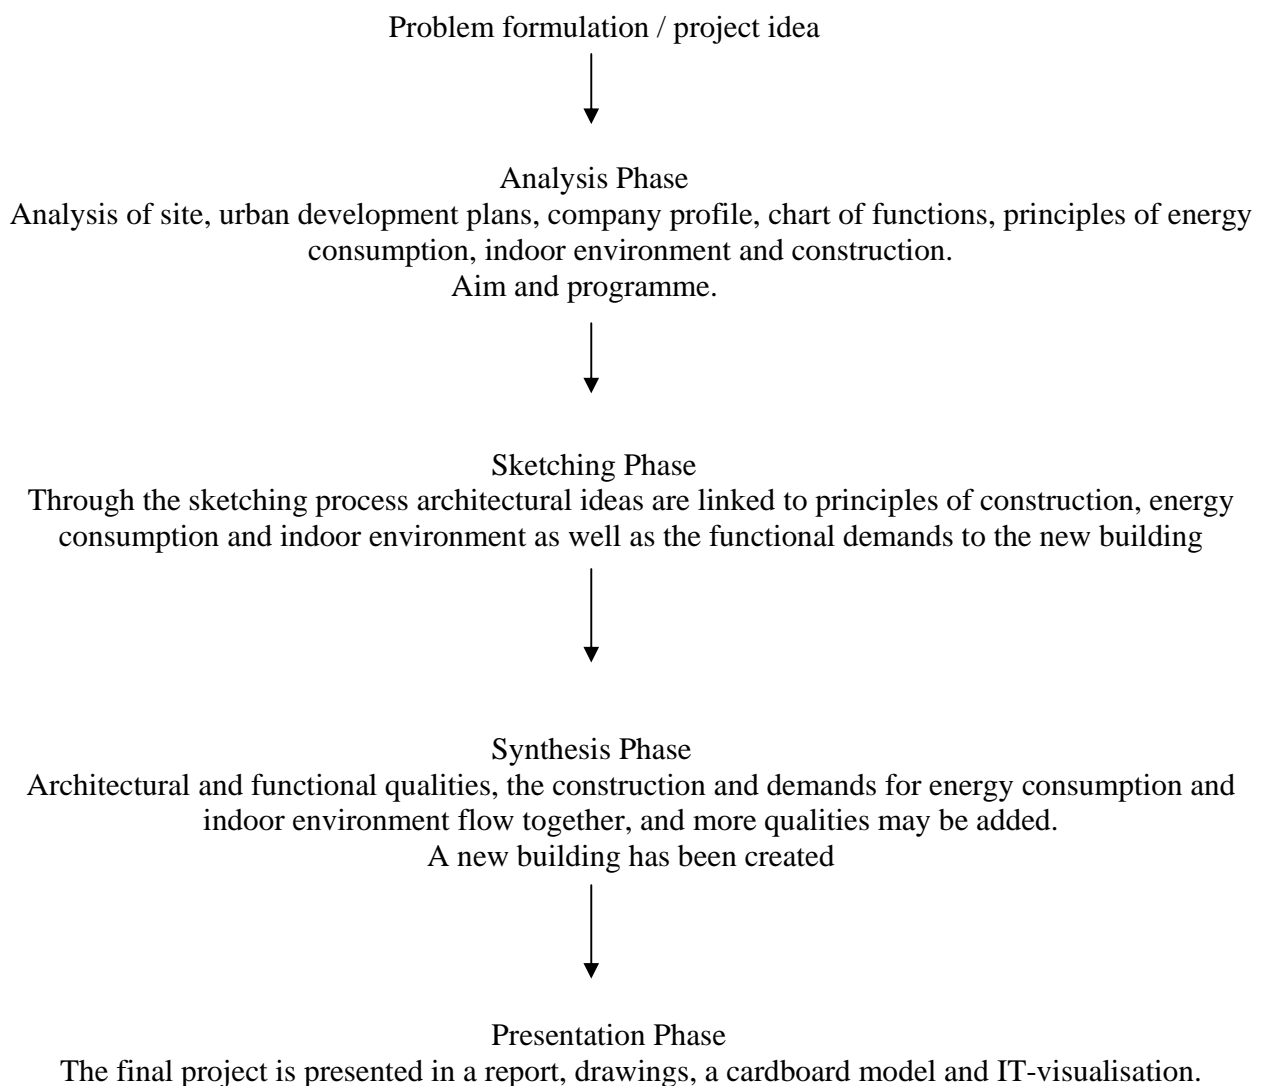 Problem formulation / project idea
Analysis Phase
Analysis of site, urban development plans, company profile, chart of functions, principles of energy
consumption, indoor environment and construction.
Aim and programme.
Sketching Phase
Through the sketching process architectural ideas are linked to principles of construction, energy
consumption and indoor environment as well as the functional demands to the new building
Synthesis Phase
Architectural and functional qualities, the construction and demands for energy consumption and
indoor environment flow together, and more qualities may be added.
A new building has been created
Presentation Phase
The final project is presented in a report, drawings, a cardboard model and IT-visualisation.